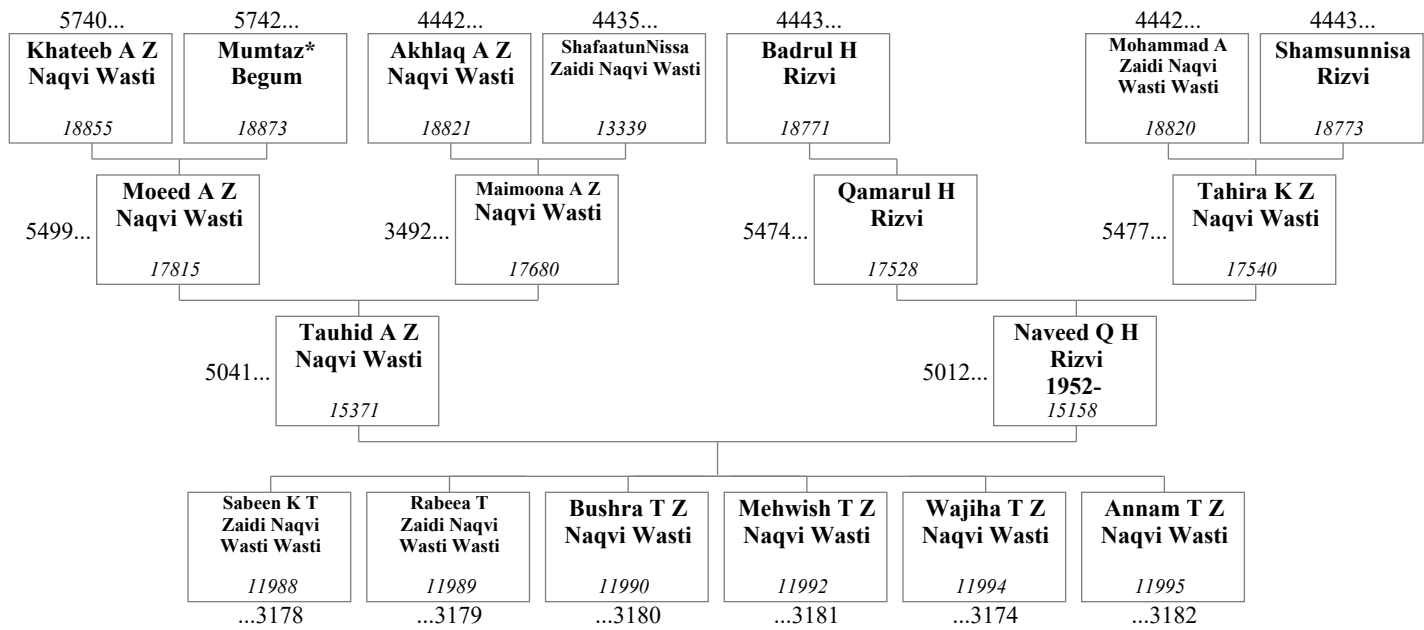 5740... 5742... 4442... 4435... 4443... 4442... 4443...
Khateeb A Z
Naqvi Wasti
18855
Mumtaz*
Begum
18873
Akhlaq A Z
Naqvi Wasti
18821
ShafaatunNissa
Zaidi Naqvi Wasti
13339
Badrul H
Rizvi
18771
Mohammad A
Zaidi Naqvi
Wasti Wasti
18820
Shamsunnisa
Rizvi
18773
5499...
Moeed A Z
Naqvi Wasti
17815
3492...
Maimoona A Z
Naqvi Wasti
17680
5474...
Qamarul H
Rizvi
17528
5477...
Tahira K Z
Naqvi Wasti
17540
5041...
Tauhid A Z
Naqvi Wasti
15371
5012...
Naveed Q H
Rizvi
1952-
15158
Sabeen K T
Zaidi Naqvi
Wasti Wasti
11988
...3178
Rabeea T
Zaidi Naqvi
Wasti Wasti
11989
...3179
Bushra T Z
Naqvi Wasti
11990
...3180
Mehwish T Z
Naqvi Wasti
11992
...3181
Wajiha T Z
Naqvi Wasti
11994
...3174
Annam T Z
Naqvi Wasti
11995
...3182